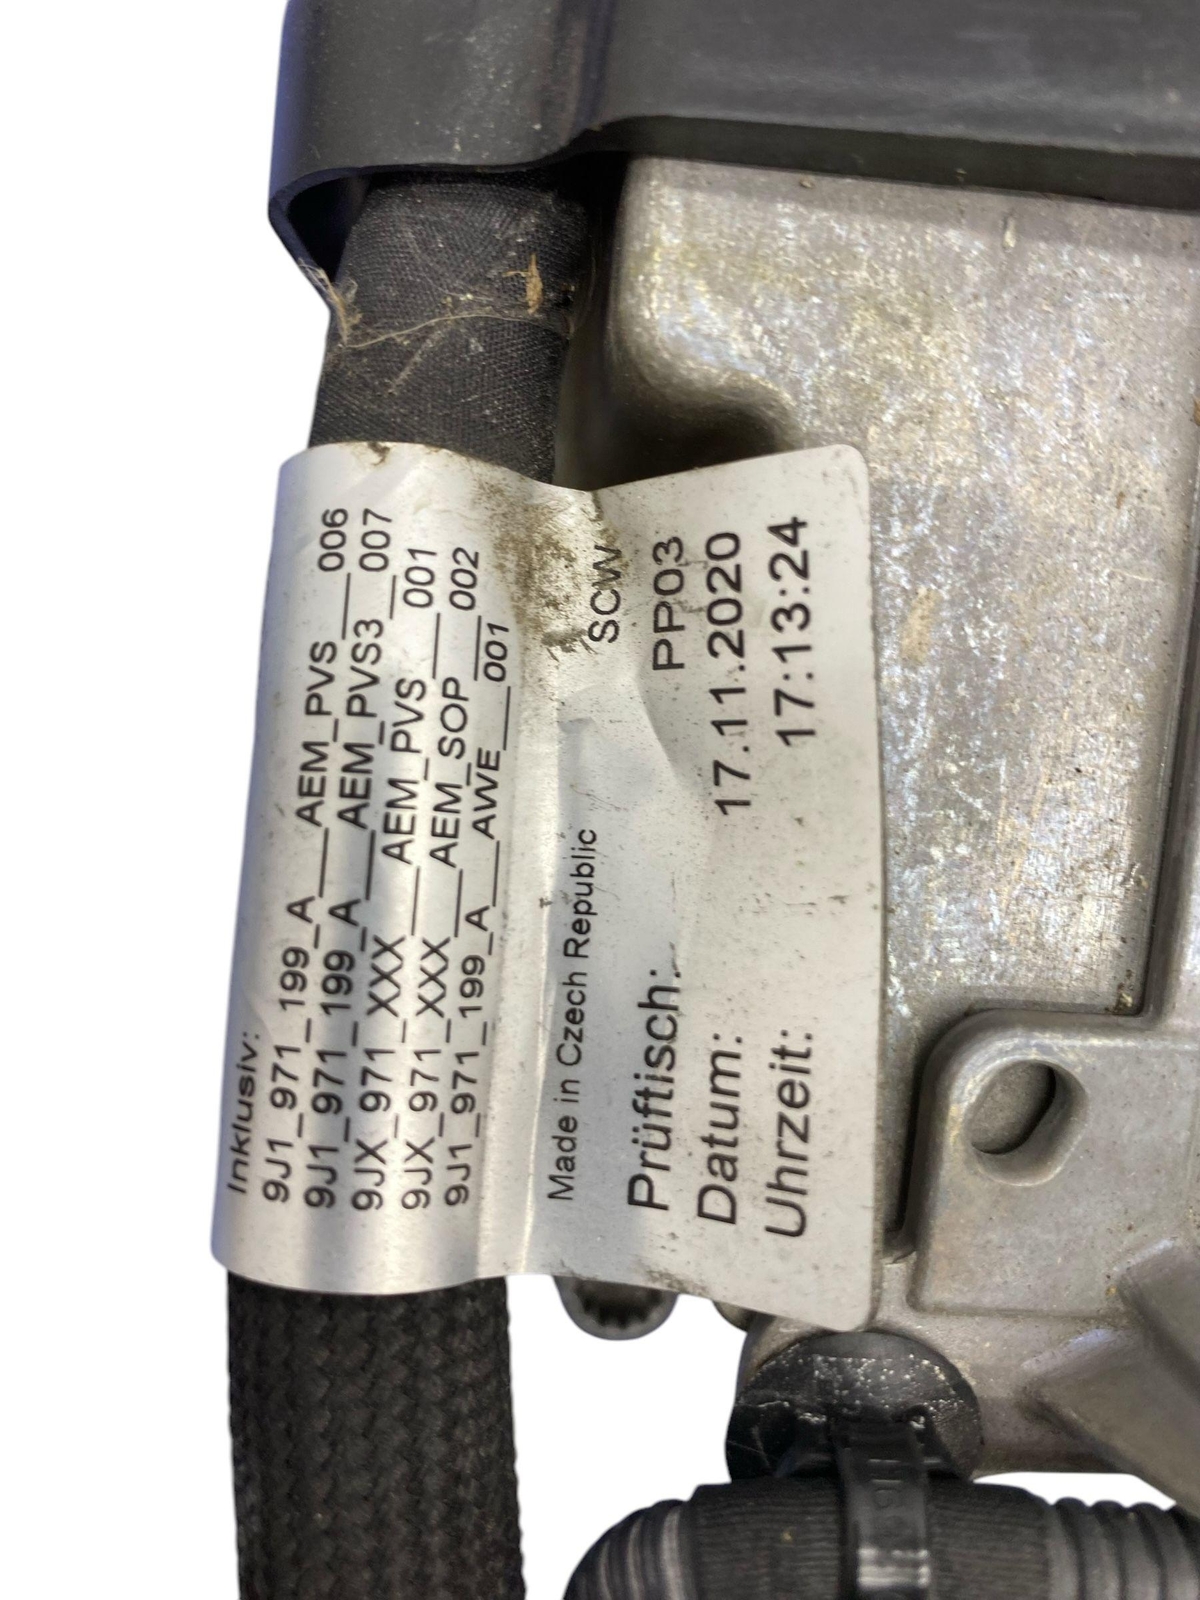 Inklusiv:
9J1_971_199_A___AEM_PVS___006
9J1_971_199_A___AEM_PVS3__007
9JX_971_XXX___AEM_PVS___001
9JX_971_XXX___AEM_SOP___002
9J1_971_199_A___AWE___001
Made in Czech Republic
SCW
Prüftisch: PP03
Datum: 17.11.2020
Uhrzeit: 17:13:24